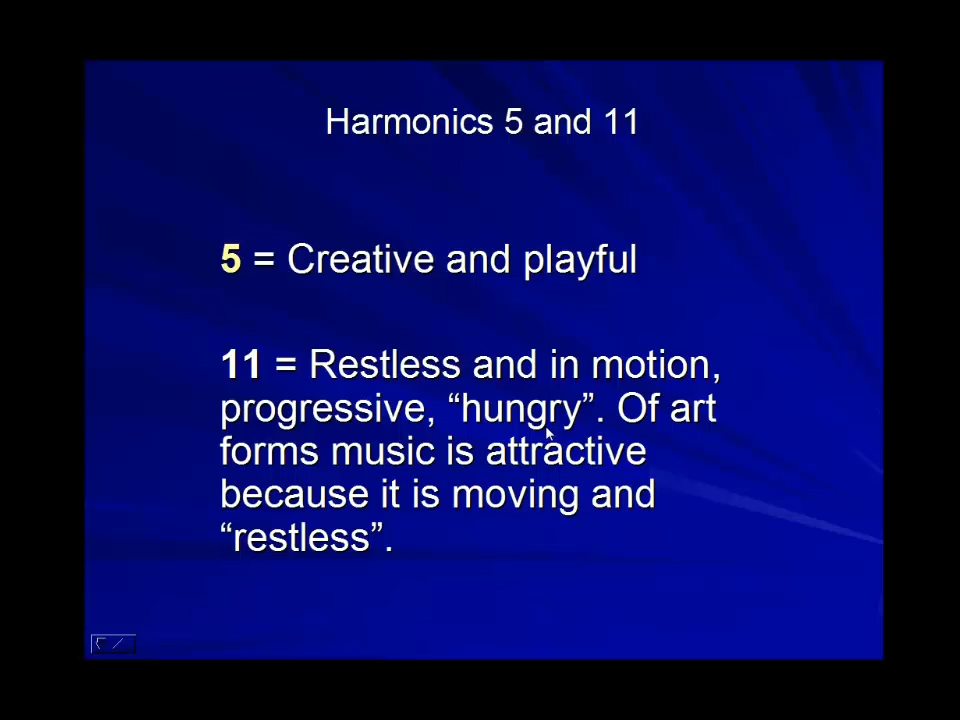 Harmonics 5 and 11
5 = Creative and playful
11 = Restless and in motion,
progressive, “hungry”. Of art
forms music is attractive
because it is moving and
“restless”.